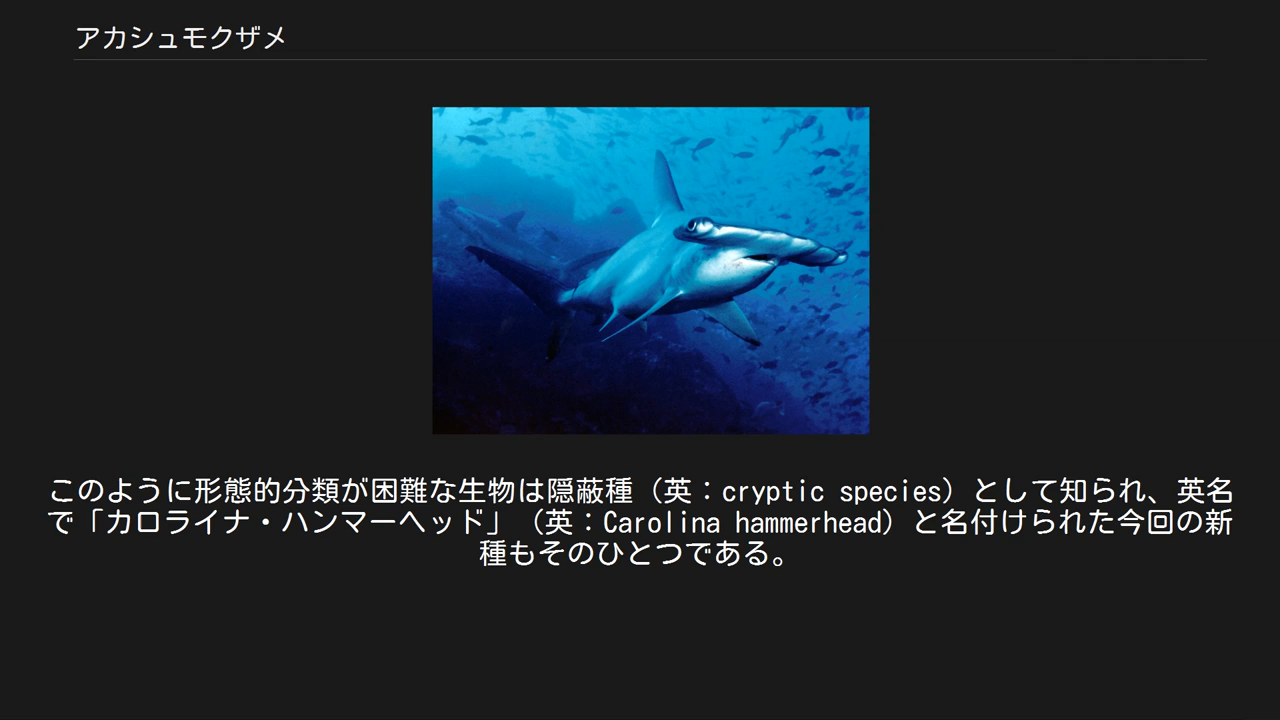 アカシュモクザメ
このように形態的分類が困難な生物は隠蔽種（英：cryptic species）として知られ、英名
で「カロライナ・ハンマーヘッド」（英：Carolina hammerhead）と名付けられた今回の新
種もそのひとつである。